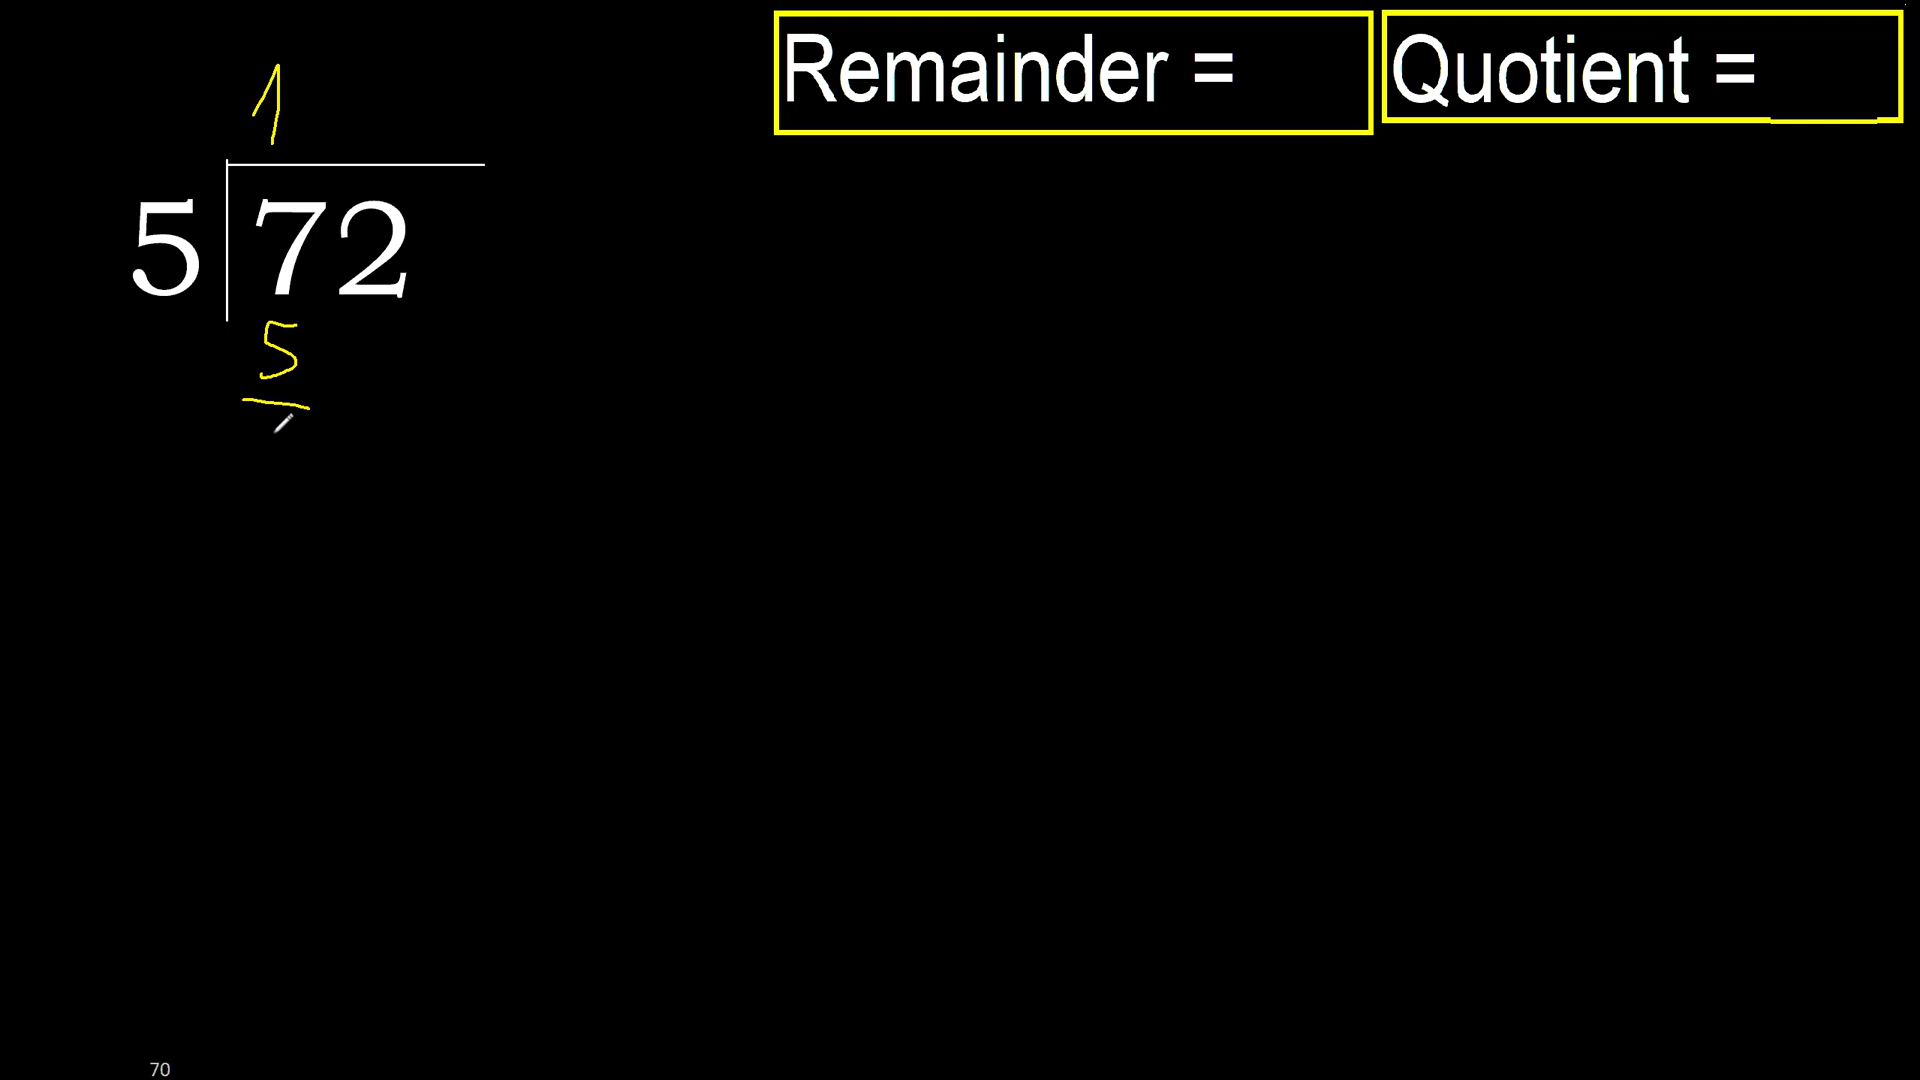 Remainder = Quotient =
1
5 72
5
70